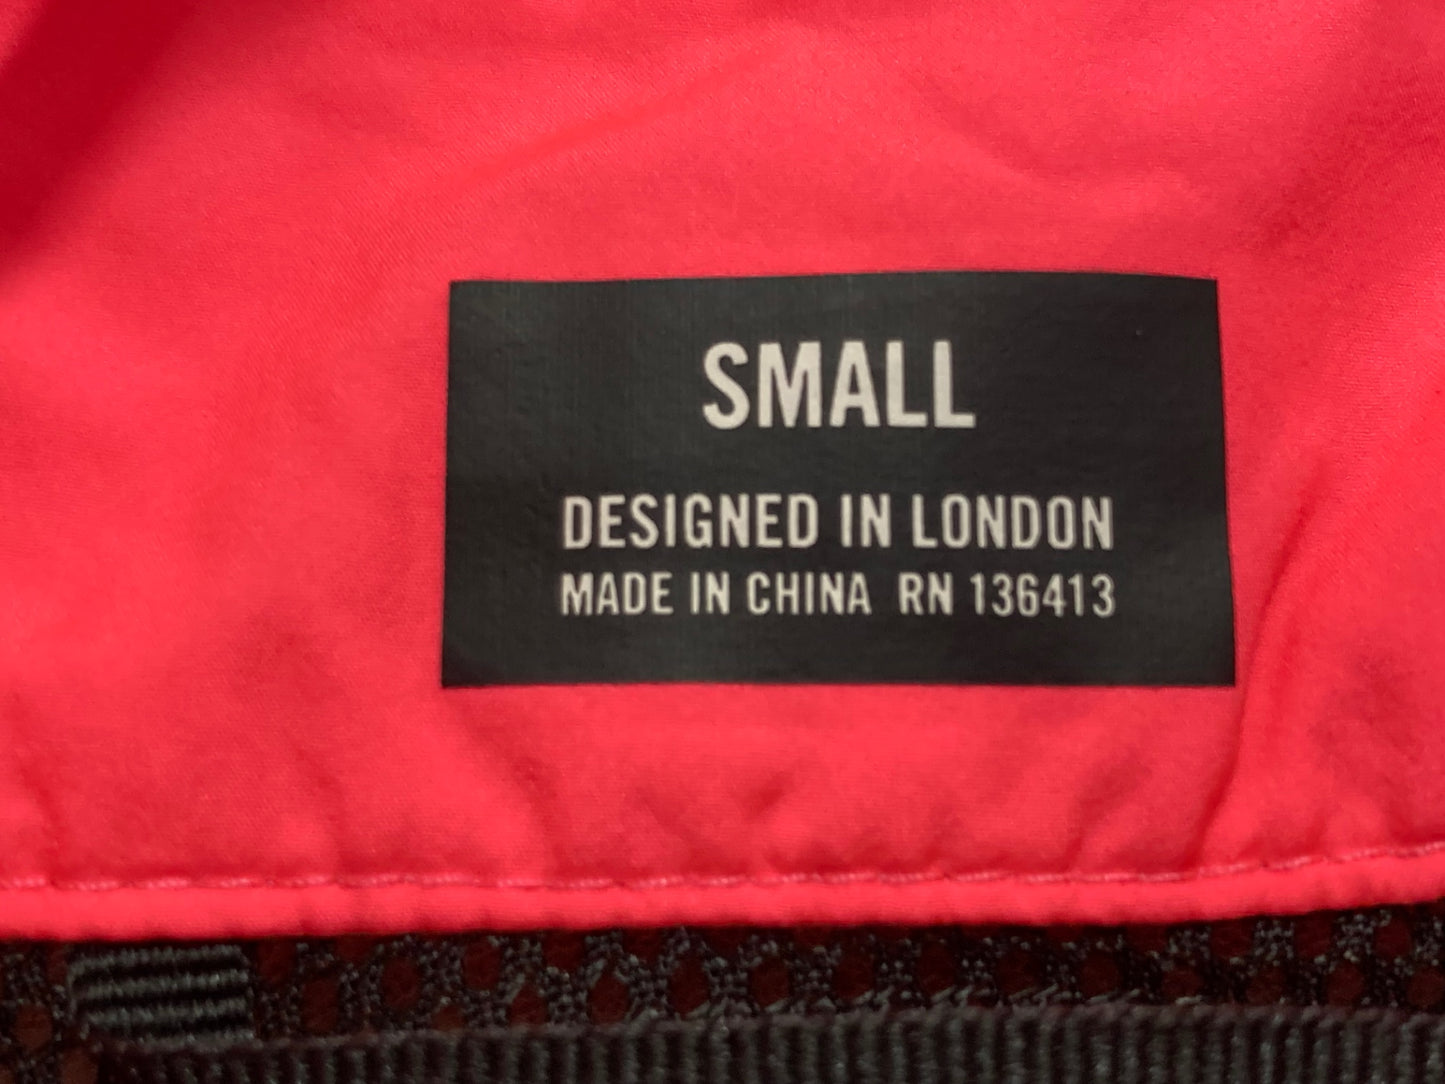 SMALL
DESIGNED IN LONDON
MADE IN CHINA RN 136413